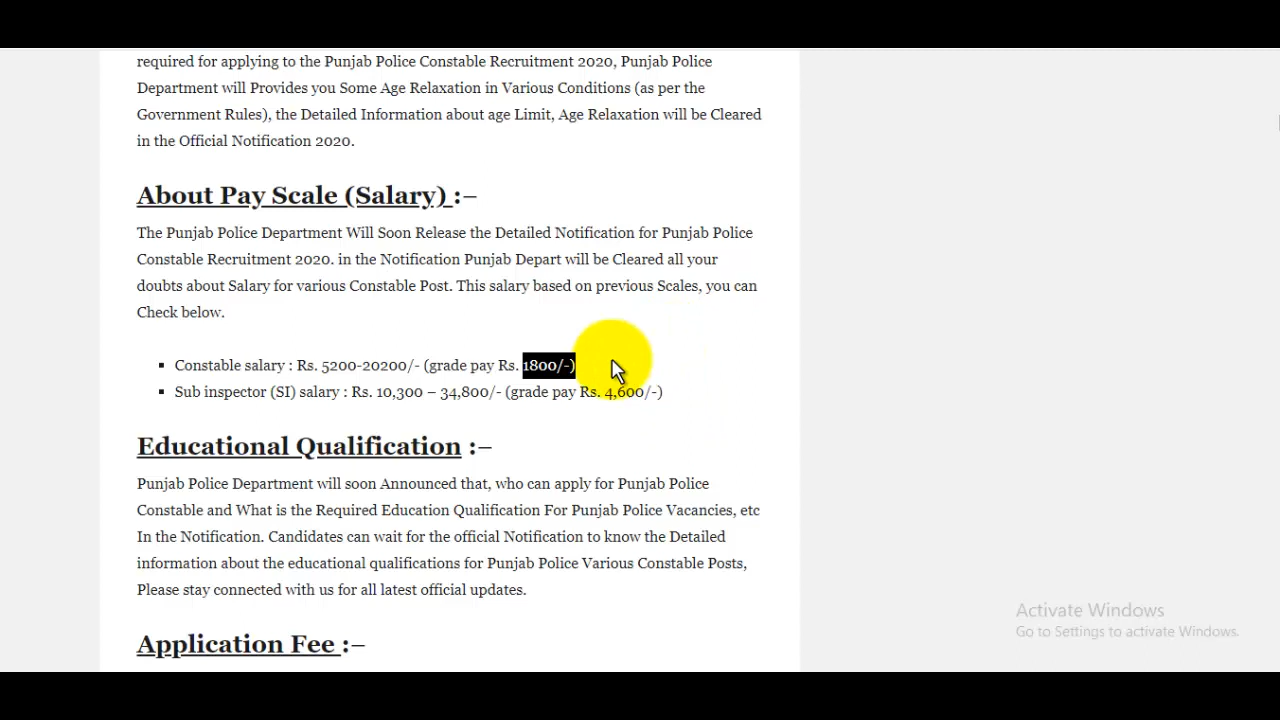 required for applying to the Punjab Police Constable Recruitment 2020, Punjab Police
Department will Provides you Some Age Relaxation in Various Conditions (as per the
Government Rules), the Detailed Information about age Limit, Age Relaxation will be Cleared
in the Official Notification 2020.
About Pay Scale (Salary) :–
The Punjab Police Department Will Soon Release the Detailed Notification for Punjab Police
Constable Recruitment 2020. in the Notification Punjab Depart will be Cleared all your
doubts about Salary for various Constable Post. This salary based on previous Scales, you can
Check below.
▪ Constable salary : Rs. 5200-20200/- (grade pay Rs. 1800/-)
▪ Sub inspector (SI) salary : Rs. 10,300 – 34,800/- (grade pay Rs. 4,600/-)
Educational Qualification :–
Punjab Police Department will soon Announced that, who can apply for Punjab Police
Constable and What is the Required Education Qualification For Punjab Police Vacancies, etc
In the Notification. Candidates can wait for the official Notification to know the Detailed
information about the educational qualifications for Punjab Police Various Constable Posts,
Please stay connected with us for all latest official updates.
Application Fee :–
Activate Windows
Go to Settings to activate Windows.